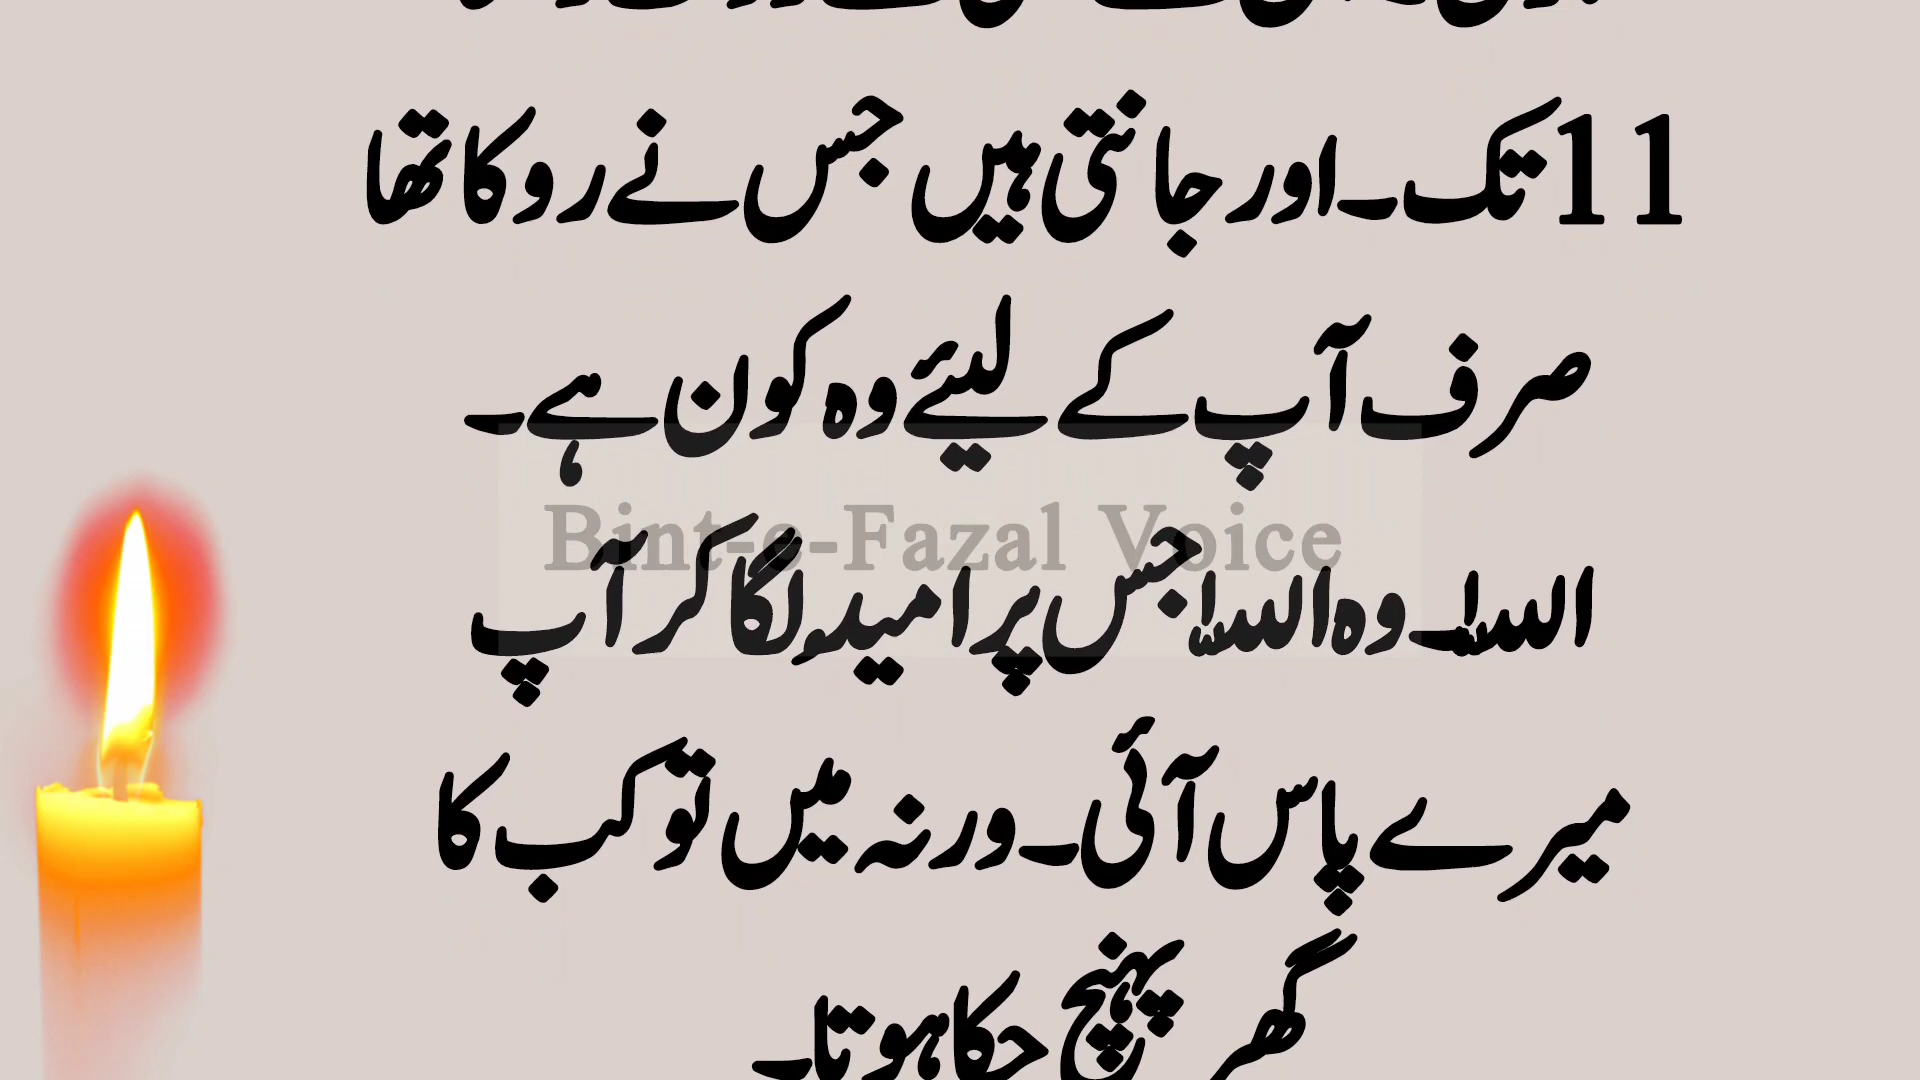 11 تک۔ اور جانتی ہیں جس نے روکا تھا
صرف آپ کے لیئے وہ کون ہے۔
Bint-e-Fazal Voice
اللہ۔ وہ اللہ جس پر امید لگا کر آپ
میرے پاس آئی۔ ورنہ میں تو کب کا
گھر پہنچ چکا ہوتا۔